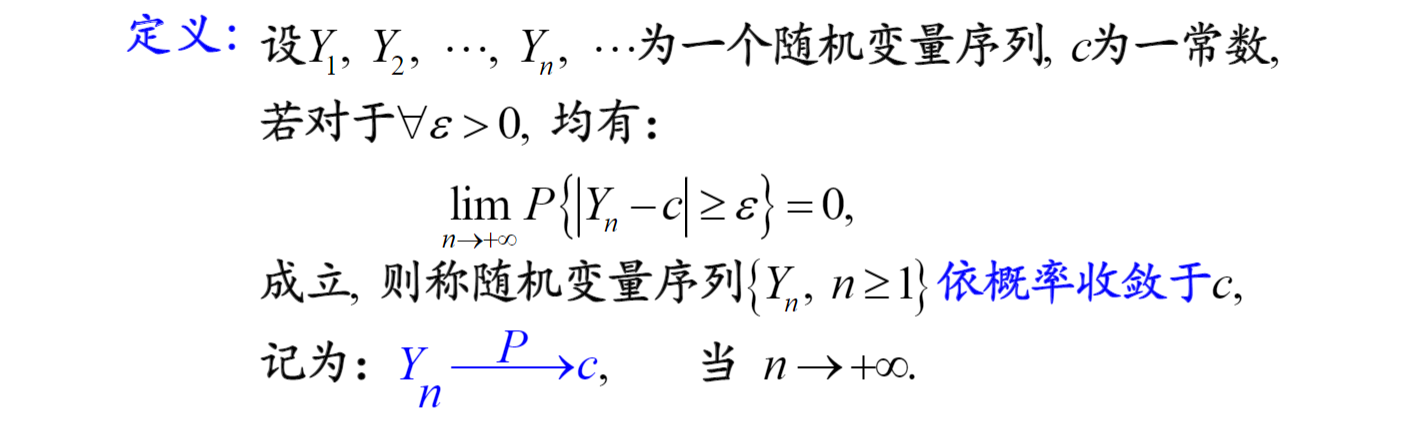 定义: 设Y₁, Y₂, ⋯, Yₙ, ⋯为一个随机变量序列, c为一常数,
若对于∀ε > 0, 均有:
lim_{n→+∞} P{|Yₙ − c| ≥ ε} = 0,
成立, 则称随机变量序列{Yₙ, n ≥ 1}依概率收敛于c,
记为: Yₙ —P→ c, 当 n → +∞.